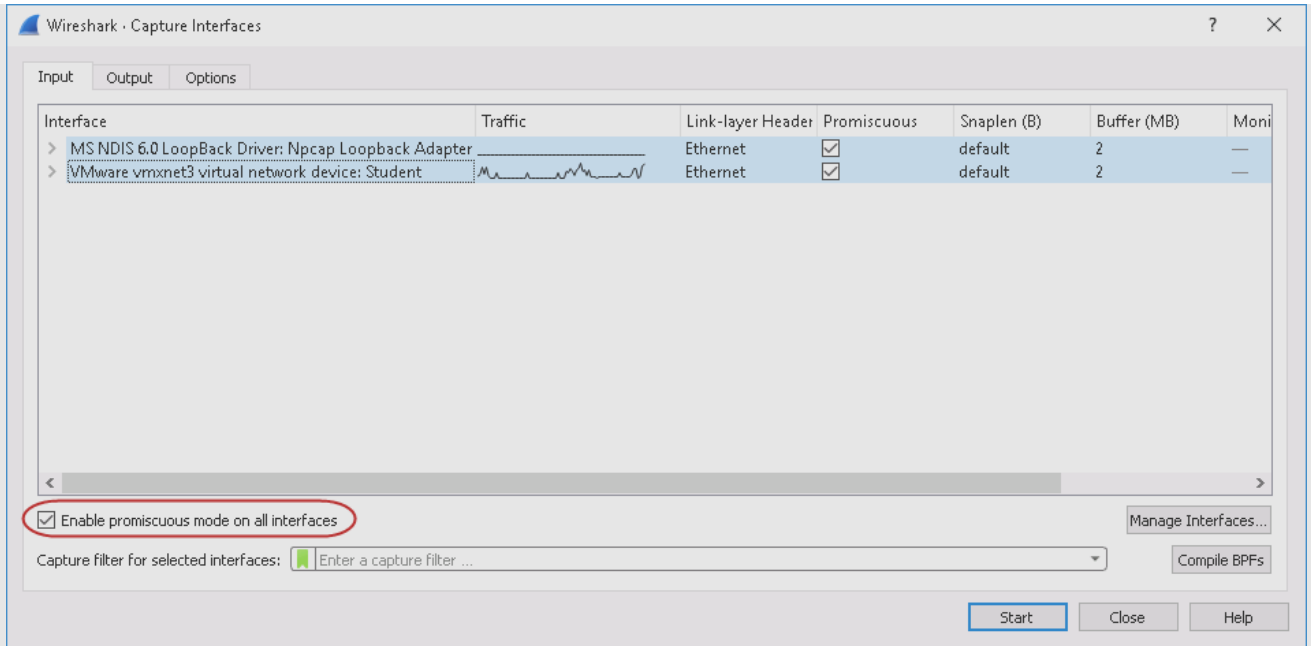 Wireshark · Capture Interfaces ?
Input Output Options
Interface Traffic Link-layer Header Promiscuous Snaplen (B) Buffer (MB) Moni
MS NDIS 6.0 LoopBack Driver: Npcap Loopback Adapter Ethernet default 2 —
VMware vmxnet3 virtual network device: Student Ethernet default 2 —
Enable promiscuous mode on all interfaces Manage Interfaces...
Capture filter for selected interfaces: Enter a capture filter ... Compile BPFs
Start Close Help